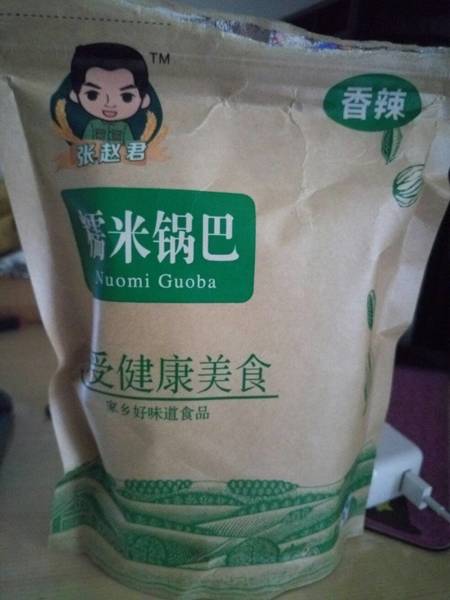 TM
香辣
张赵君
糯米锅巴
Nuomi Guoba
受健康美食
家乡好味道食品